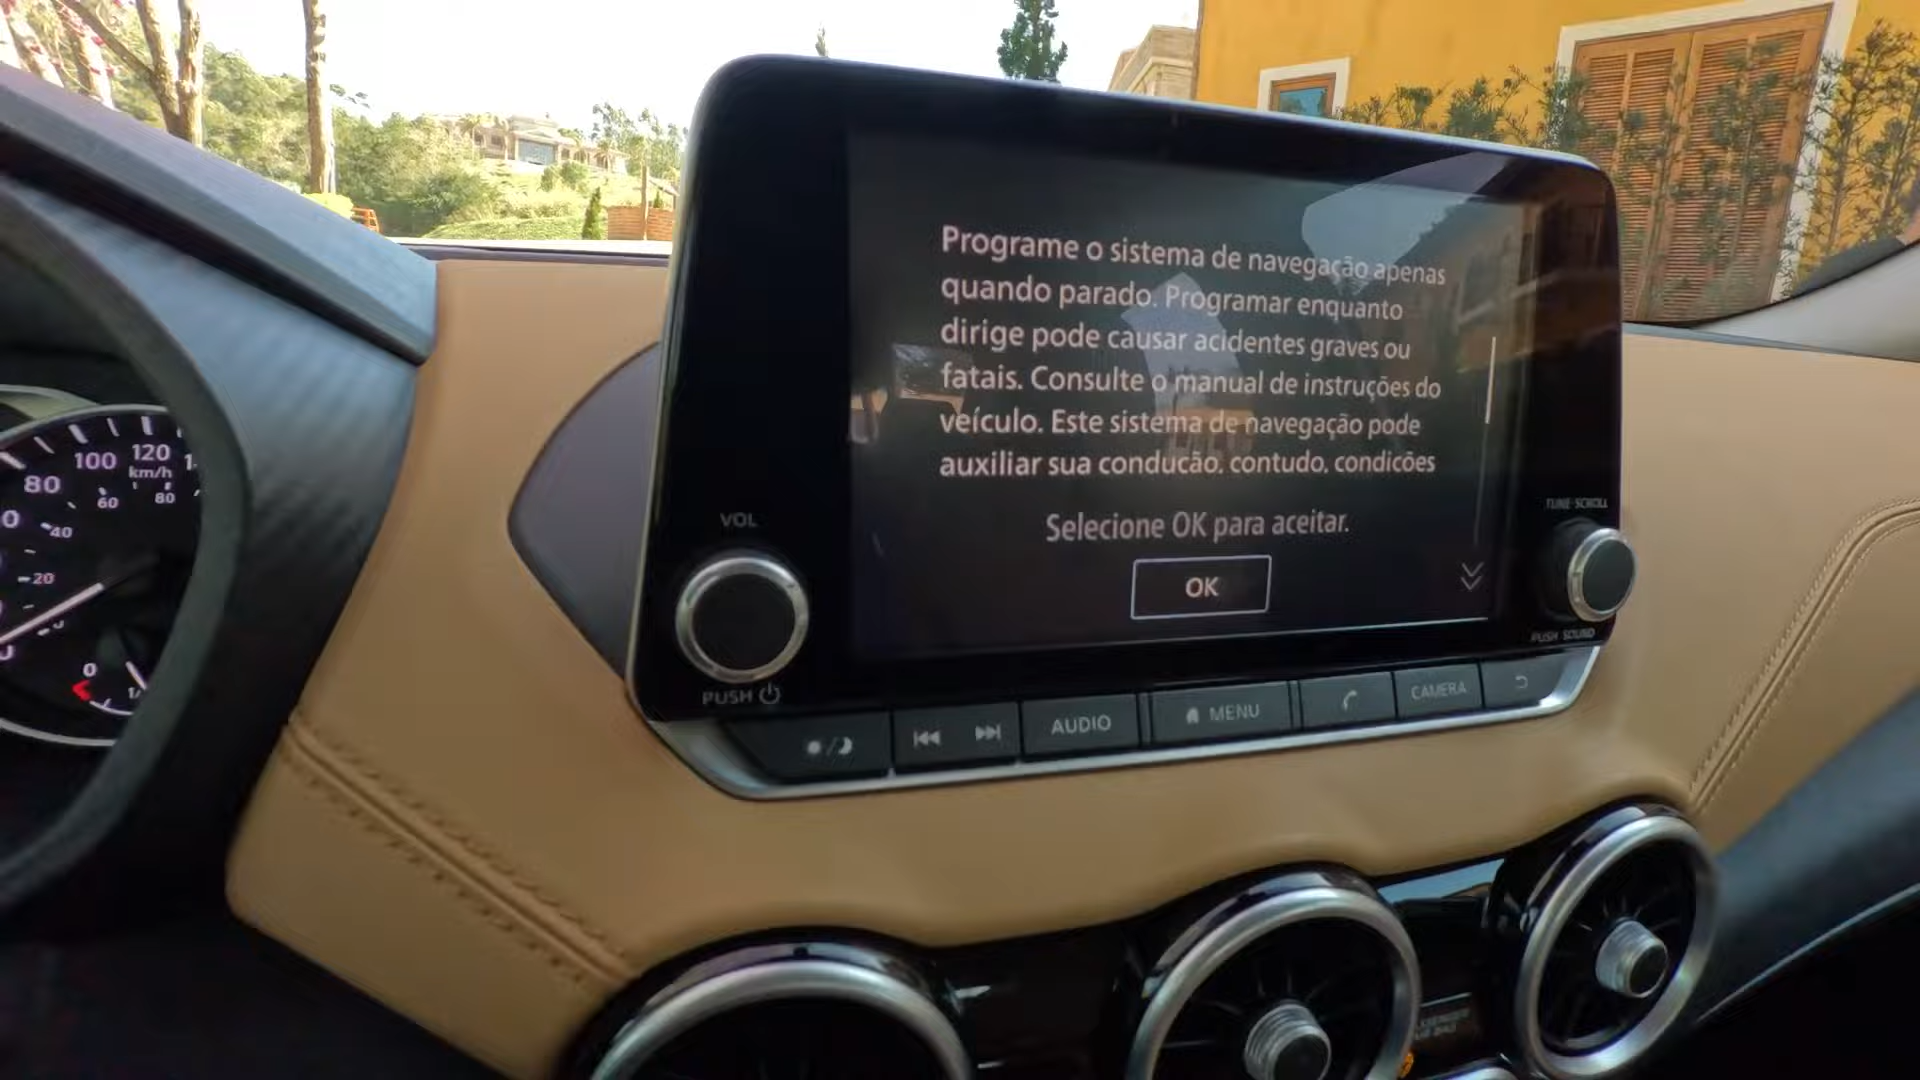 Programe o sistema de navegação apenas
quando parado. Programar enquanto
dirige pode causar acidentes graves ou
fatais. Consulte o manual de instruções do
veículo. Este sistema de navegação pode
auxiliar sua condução, contudo, condições
Selecione OK para aceitar.
OK
VOL
PUSH
TUNE·SCROLL
PUSH SOUND
AUDIO
MENU
CAMERA
100 120
km/h
80
60 80
40
20
0